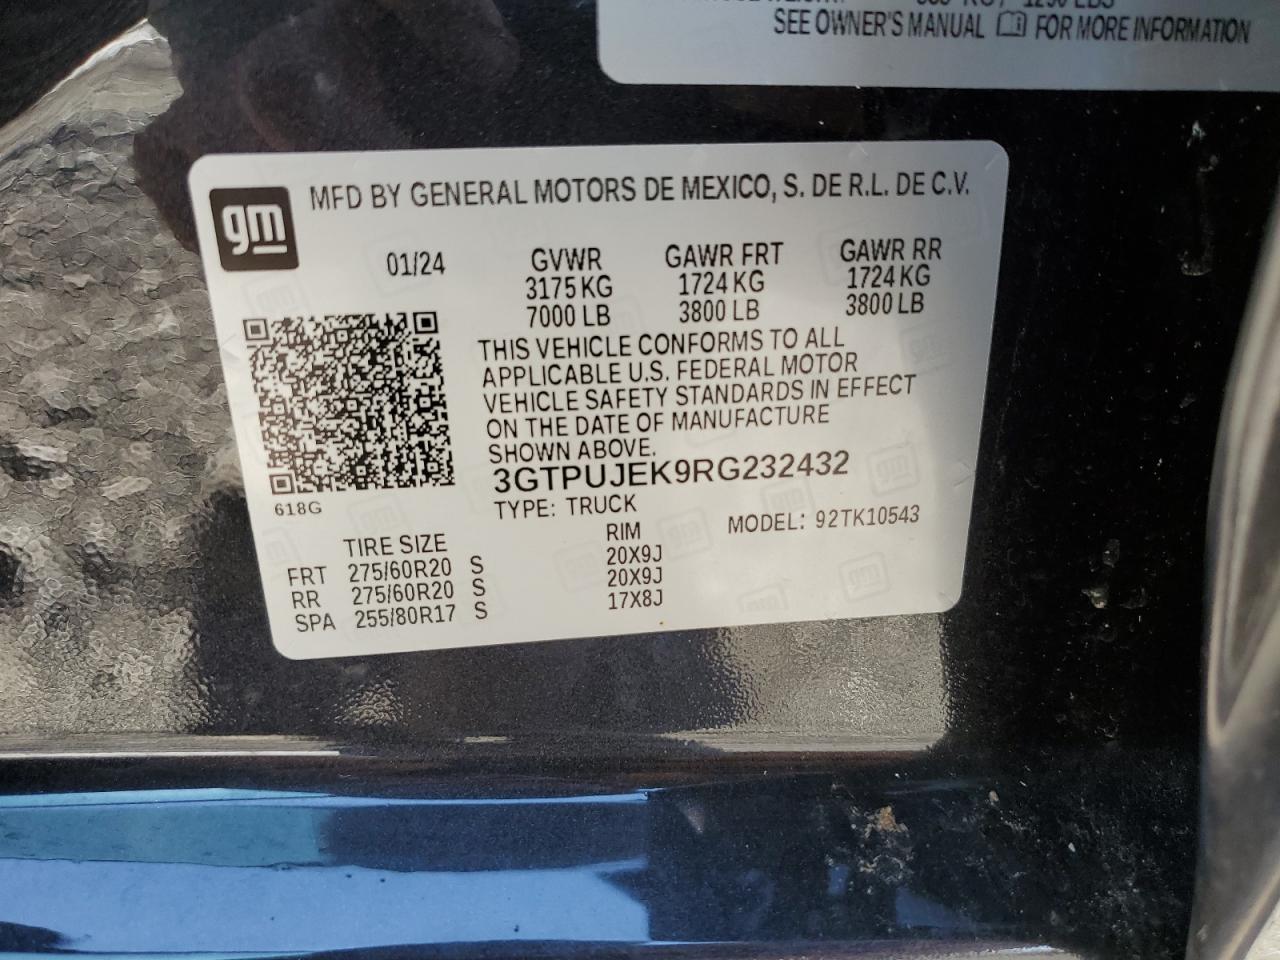 1290 LBS
SEE OWNER'S MANUAL FOR MORE INFORMATION
gm
MFD BY GENERAL MOTORS DE MEXICO, S. DE R.L. DE C.V.
01/24 GVWR GAWR FRT GAWR RR
3175 KG 1724 KG 1724 KG
7000 LB 3800 LB 3800 LB
THIS VEHICLE CONFORMS TO ALL
APPLICABLE U.S. FEDERAL MOTOR
VEHICLE SAFETY STANDARDS IN EFFECT
ON THE DATE OF MANUFACTURE
SHOWN ABOVE.
3GTPUJEK9RG232432
618G
TYPE: TRUCK MODEL: 92TK10543
TIRE SIZE RIM
FRT 275/60R20 S 20X9J
RR 275/60R20 S 20X9J
SPA 255/80R17 S 17X8J